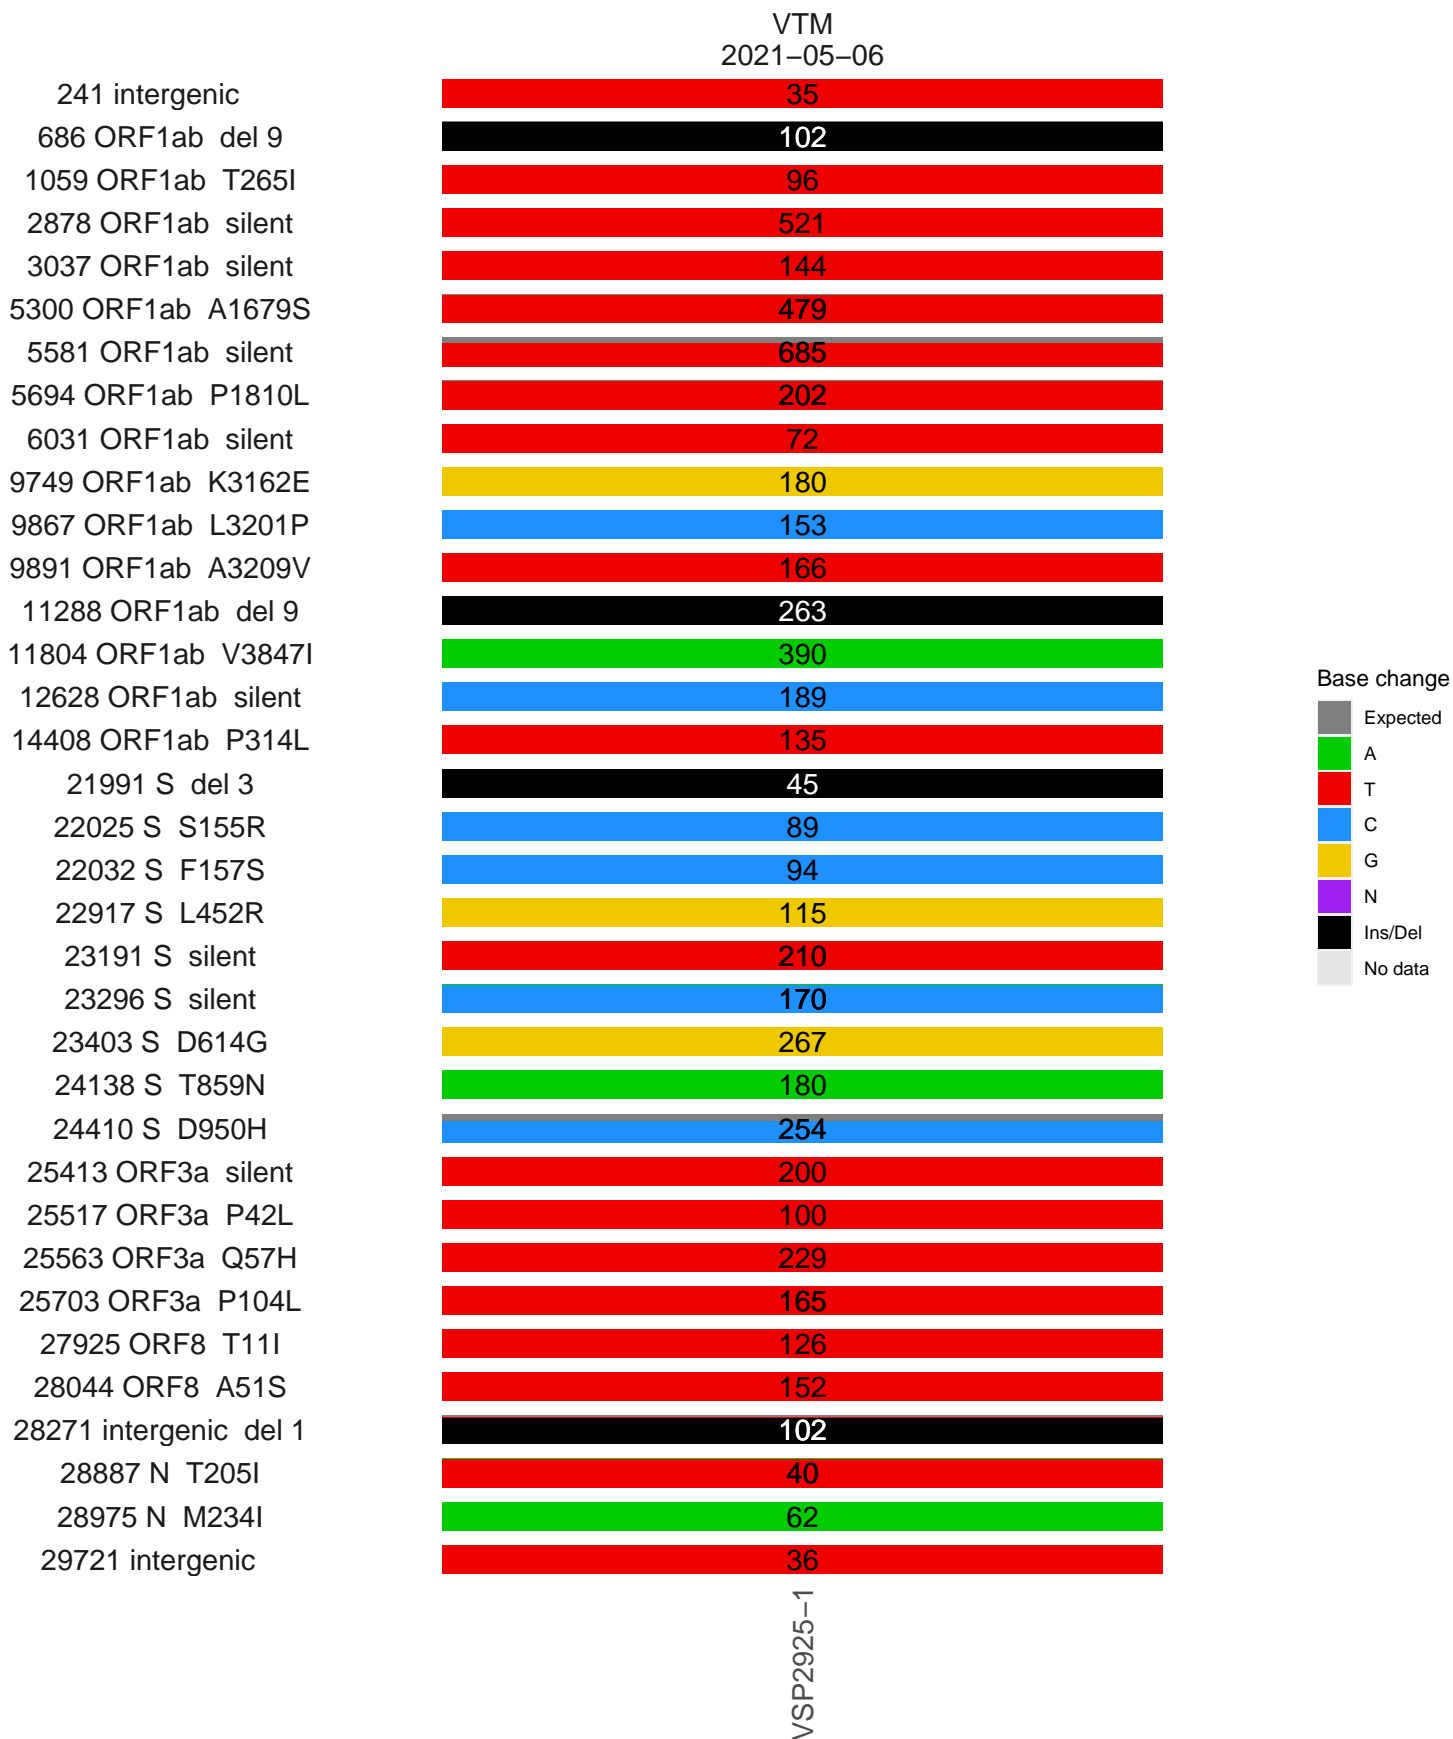 VTM
2021−05−06
241 intergenic 35
686 ORF1ab  del 9 102
1059 ORF1ab  T265I 96
2878 ORF1ab  silent 521
3037 ORF1ab  silent 144
5300 ORF1ab  A1679S 479
5581 ORF1ab  silent 685
5694 ORF1ab  P1810L 202
6031 ORF1ab  silent 72
9749 ORF1ab  K3162E 180
9867 ORF1ab  L3201P 153
9891 ORF1ab  A3209V 166
11288 ORF1ab  del 9 263
11804 ORF1ab  V3847I 390
12628 ORF1ab  silent 189
14408 ORF1ab  P314L 135
21991 S  del 3 45
22025 S  S155R 89
22032 S  F157S 94
22917 S  L452R 115
23191 S  silent 210
23296 S  silent 170
23403 S  D614G 267
24138 S  T859N 180
24410 S  D950H 254
25413 ORF3a  silent 200
25517 ORF3a  P42L 100
25563 ORF3a  Q57H 229
25703 ORF3a  P104L 165
27925 ORF8  T11I 126
28044 ORF8  A51S 152
28271 intergenic  del 1 102
28887 N  T205I 40
28975 N  M234I 62
29721 intergenic 36
VSP2925−1
Base change
Expected
A
T
C
G
N
Ins/Del
No data